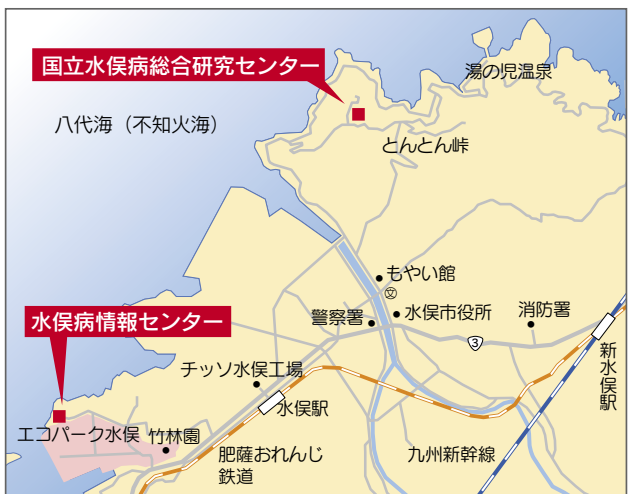 国立水俣病総合研究センター
湯の児温泉
八代海（不知火海）
とんとん峠
もやい館
文
水俣病情報センター
警察署
水俣市役所
消防署
3
新水俣駅
チッソ水俣工場
水俣駅
エコパーク水俣
竹林園
肥薩おれんじ
鉄道
九州新幹線